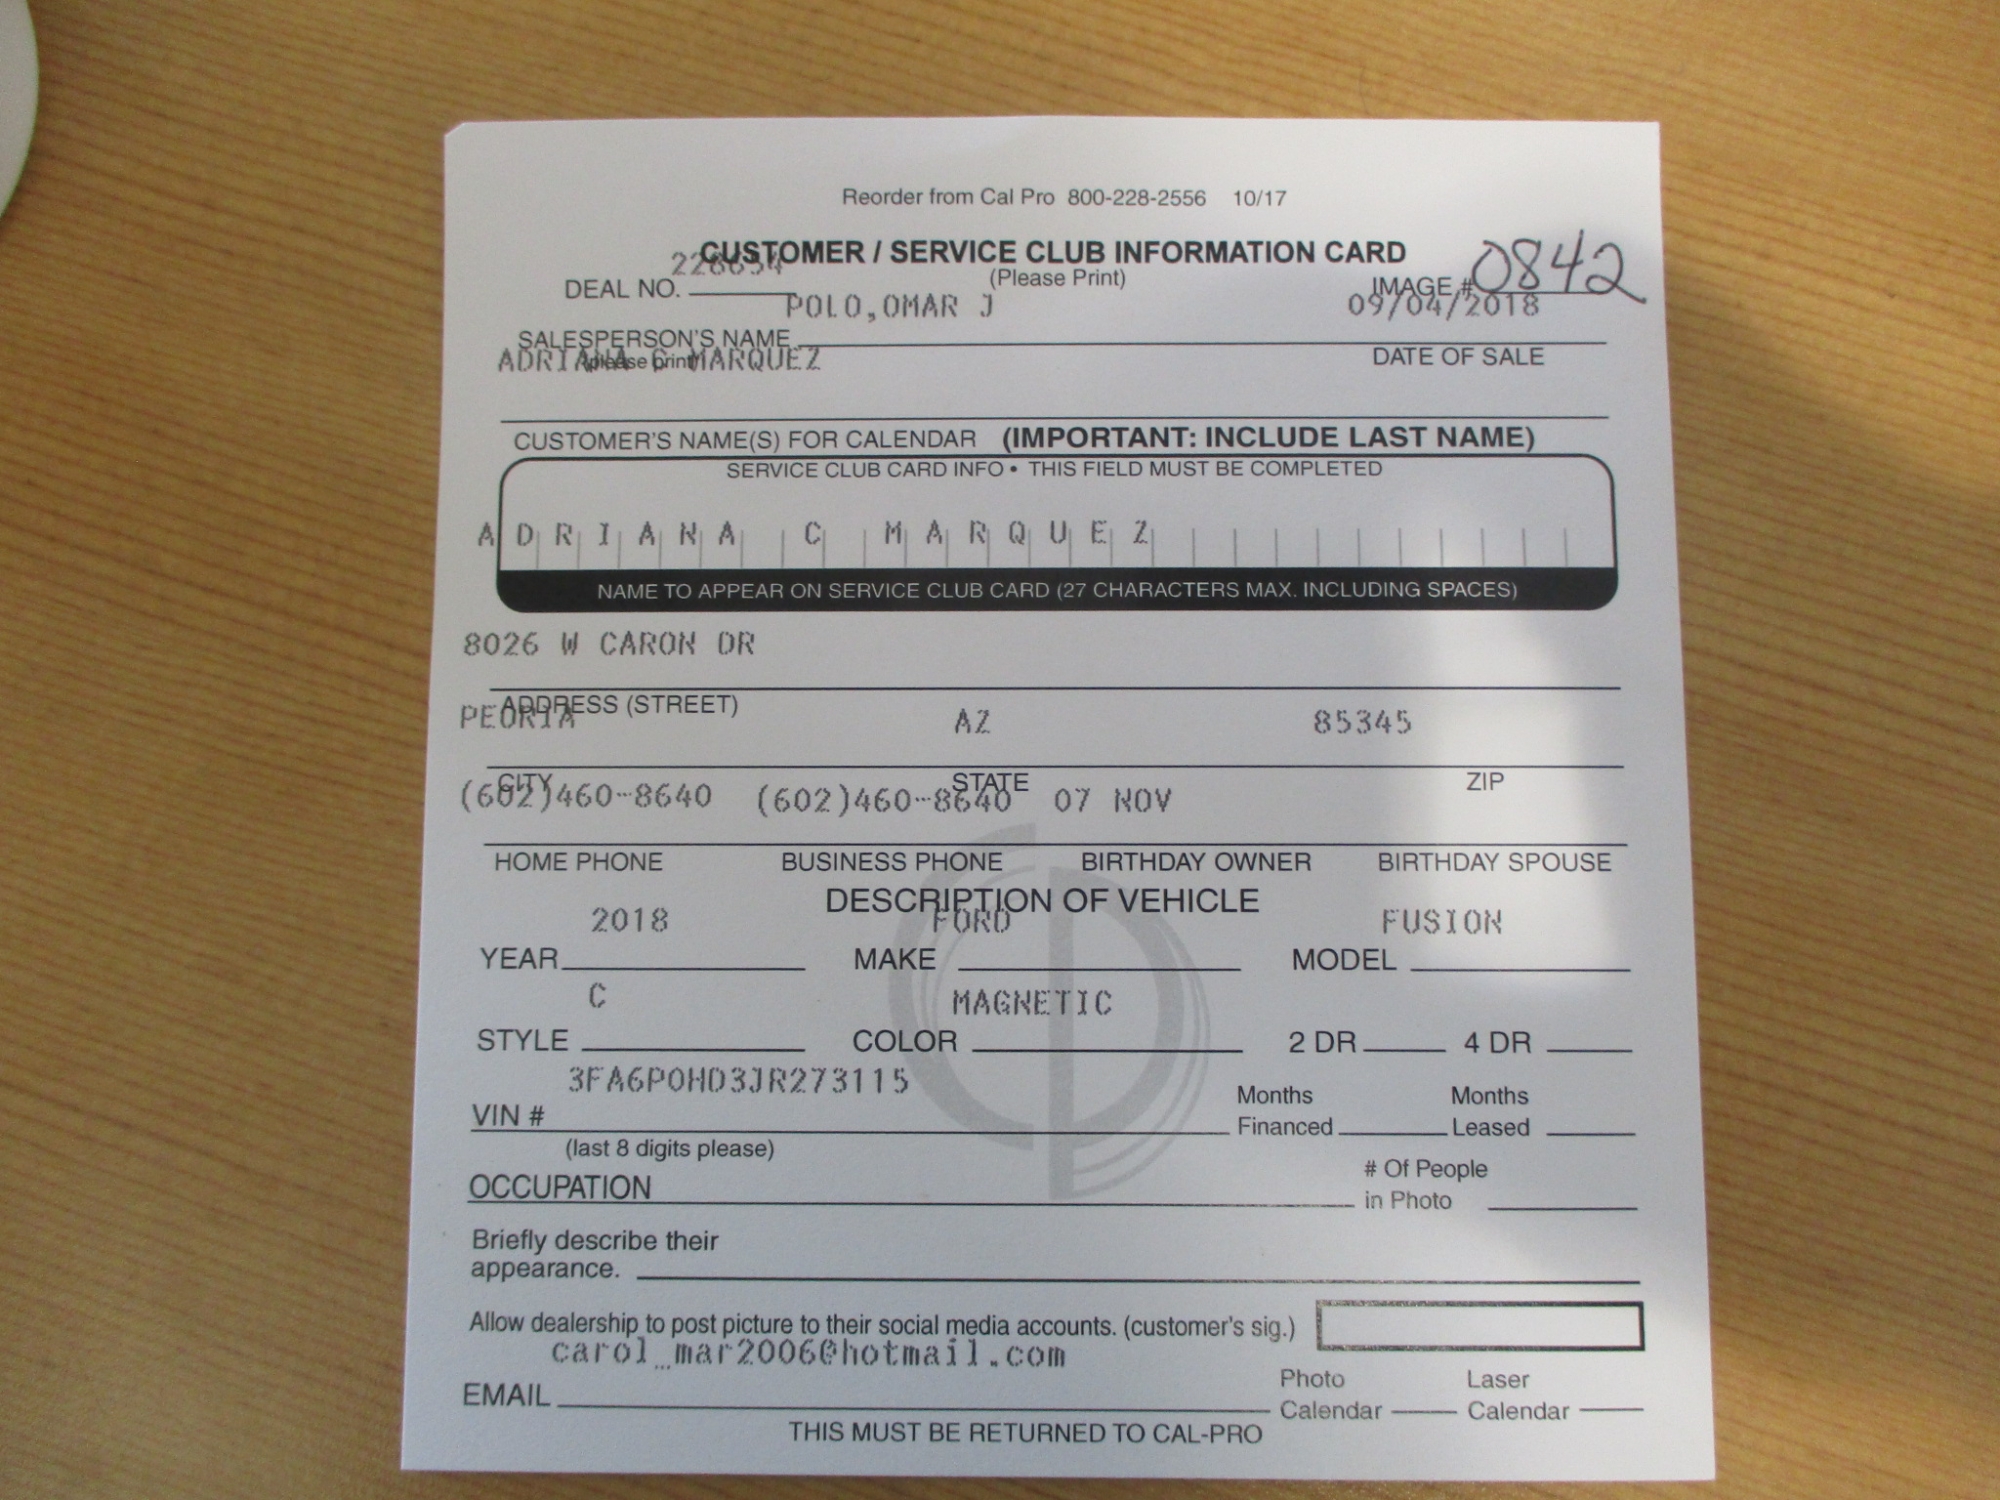 Reorder from Cal Pro 800-228-2556 10/17
CUSTOMER / SERVICE CLUB INFORMATION CARD
228654
(Please Print)
DEAL NO. IMAGE # 0842
POLO,OMAR J 09/04/2018
SALESPERSON'S NAME
(please print) DATE OF SALE
ADRIANA C MARQUEZ
CUSTOMER'S NAME(S) FOR CALENDAR (IMPORTANT: INCLUDE LAST NAME)
SERVICE CLUB CARD INFO • THIS FIELD MUST BE COMPLETED
ADRIANA C MARQUEZ
NAME TO APPEAR ON SERVICE CLUB CARD (27 CHARACTERS MAX. INCLUDING SPACES)
8026 W CARON DR
ADDRESS (STREET)
PEORIA AZ 85345
CITY STATE ZIP
(602)460-8640 (602)460-8640 07 NOV
HOME PHONE BUSINESS PHONE BIRTHDAY OWNER BIRTHDAY SPOUSE
DESCRIPTION OF VEHICLE
2018 FORD FUSION
YEAR MAKE MODEL
C MAGNETIC
STYLE COLOR 2 DR 4 DR
3FA6P0HD3JR273115
VIN # Months Financed Months Leased
(last 8 digits please)
OCCUPATION # Of People in Photo
Briefly describe their
appearance.
Allow dealership to post picture to their social media accounts. (customer's sig.)
carol_mar2006@hotmail.com
EMAIL Photo Calendar Laser Calendar
THIS MUST BE RETURNED TO CAL-PRO